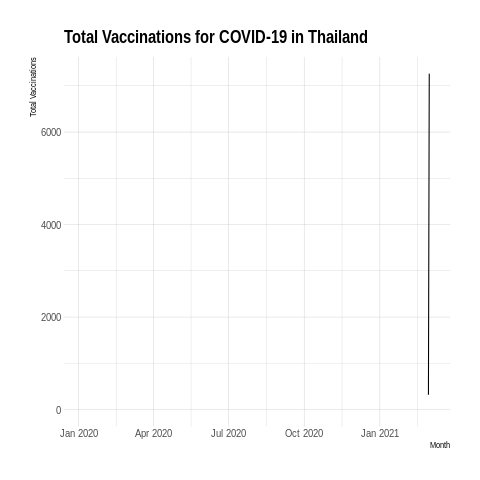 Total Vaccinations for COVID-19 in Thailand
Total Vaccinations
6000
4000
2000
0
Jan 2020 Apr 2020 Jul 2020 Oct 2020 Jan 2021
Month